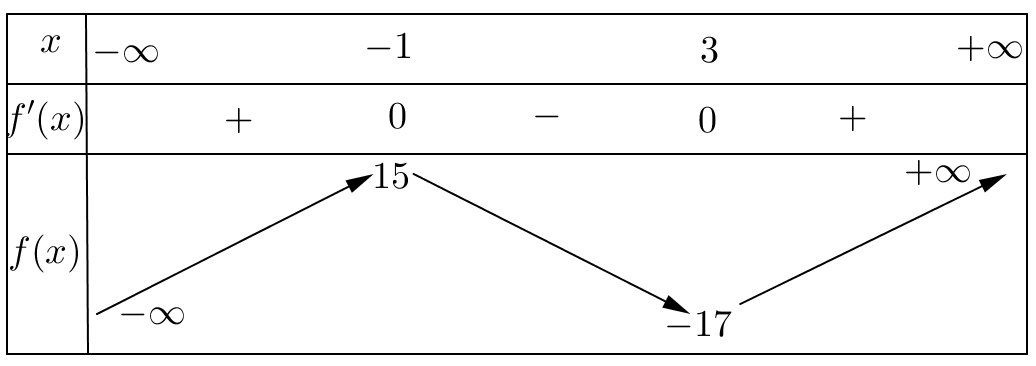 x −∞ −1 3 +∞
f′(x) + 0 − 0 +
15 +∞
f(x)
−∞ −17